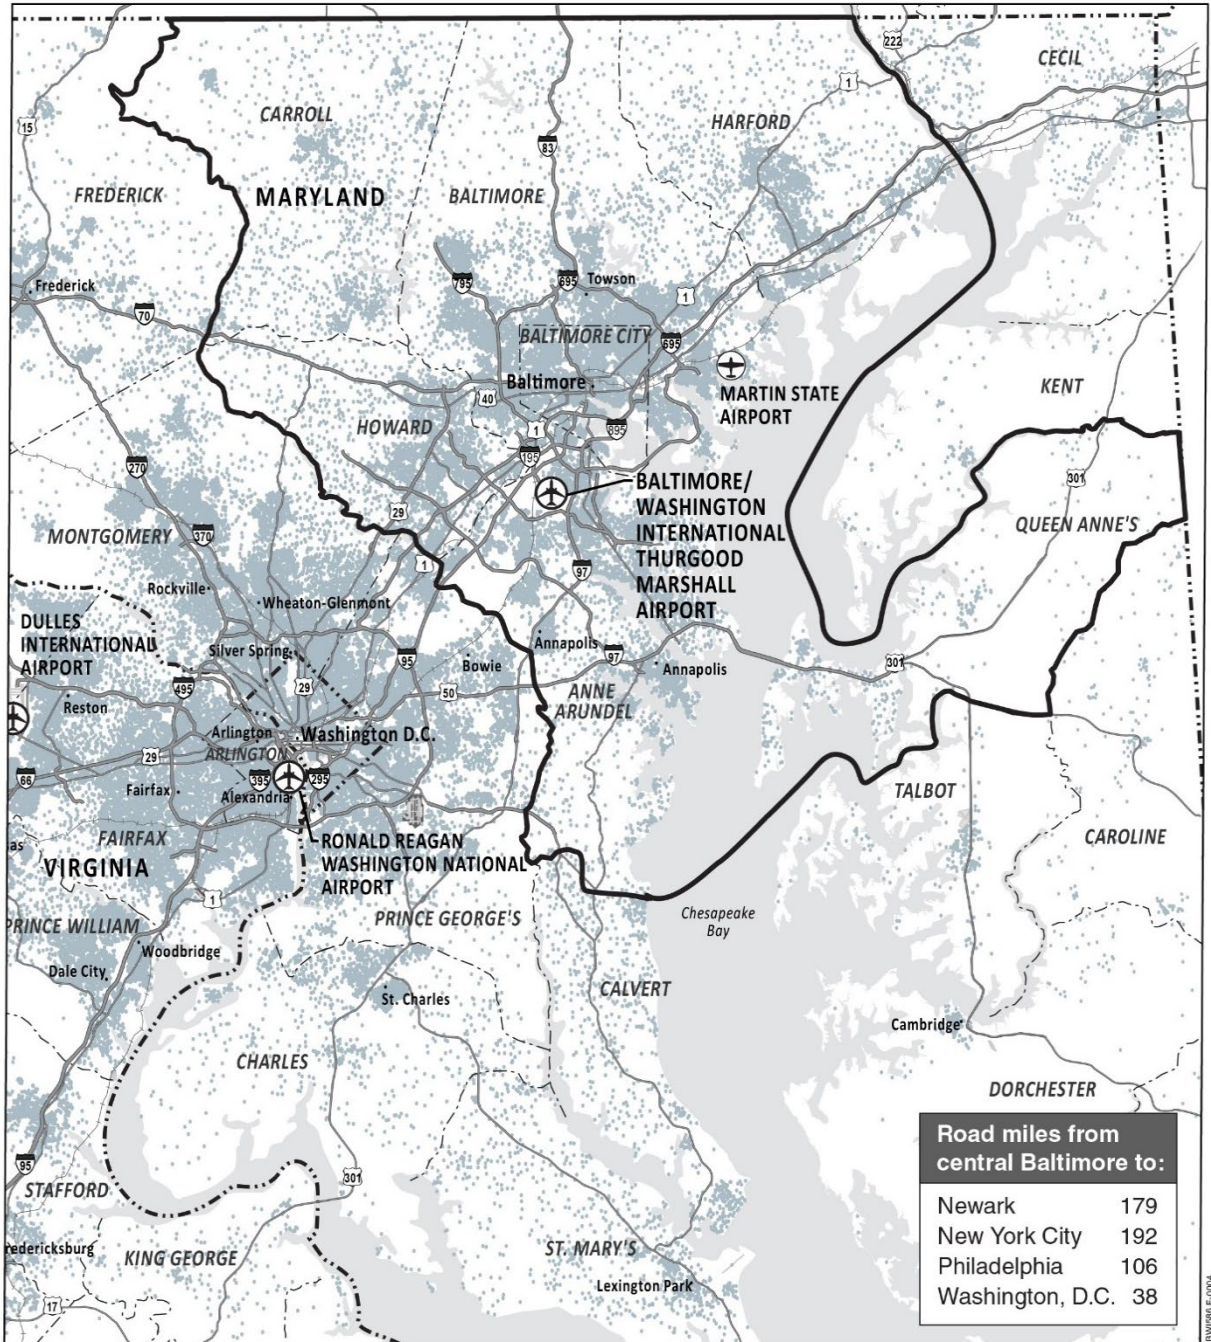 222
CECIL
1
15
CARROLL
HARFORD
83
FREDERICK
MARYLAND
BALTIMORE
Frederick
795
695
Towson
1
70
BALTIMORE CITY
695
Baltimore
MARTIN STATE
AIRPORT
KENT
40
HOWARD
1
895
195
270
BALTIMORE/
WASHINGTON
INTERNATIONAL
THURGOOD
MARSHALL
AIRPORT
301
29
QUEEN ANNE'S
MONTGOMERY
370
1
97
Rockville
Wheaton-Glenmont
DULLES
INTERNATIONAL
AIRPORT
Silver Spring
Annapolis
95
Bowie
97
Annapolis
301
495
29
50
Reston
ANNE
ARUNDEL
Arlington
Washington D.C.
ARLINGTON
29
66
395
295
Fairfax
Alexandria
TALBOT
FAIRFAX
CAROLINE
as
VIRGINIA
RONALD REAGAN
WASHINGTON NATIONAL
AIRPORT
1
PRINCE WILLIAM
PRINCE GEORGE'S
Chesapeake
Bay
Woodbridge
Dale City
St. Charles
CALVERT
Cambridge
CHARLES
DORCHESTER
95
301
STAFFORD
KING GEORGE
redericksburg
ST. MARY'S
Lexington Park
17
Road miles from
central Baltimore to:
Newark 179
New York City 192
Philadelphia 106
Washington, D.C. 38